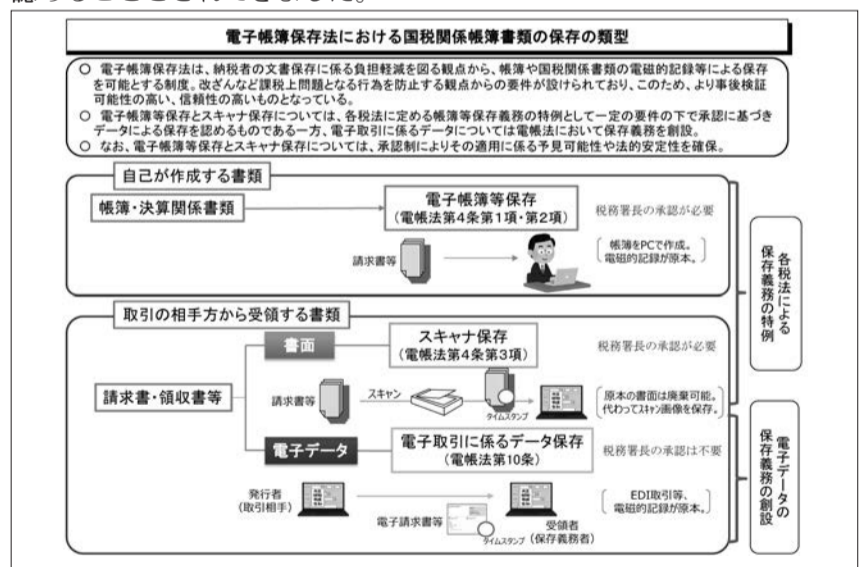 電子帳簿保存法における国税関係帳簿書類の保存の類型
○ 電子帳簿保存法は、納税者の文書保存に係る負担軽減を図る観点から、帳簿や国税関係書類の電磁的記録等による保存
を可能とする制度。改ざんなど課税上問題となる行為を防止する観点からの要件が設けられており、このため、より事後検証
可能性の高い、信頼性の高いものとなっている。
○ 電子帳簿等保存とスキャナ保存については、各税法に定める帳簿等保存義務の特例として一定の要件の下で承認に基づき
データによる保存を認めるものである一方、電子取引に係るデータについては電帳法において保存義務を創設。
○ なお、電子帳簿等保存とスキャナ保存については、承認制によりその適用に係る予見可能性や法的安定性を確保。
自己が作成する書類
帳簿・決算関係書類
電子帳簿等保存
(電帳法第4条第1項・第2項)
税務署長の承認が必要
請求書等
帳簿をPCで作成。
電磁的記録が原本。
各税法による
保存義務の特例
取引の相手方から受領する書類
書面
スキャナ保存
(電帳法第4条第3項)
税務署長の承認が必要
請求書・領収書等
請求書等
スキャン
タイムスタンプ
原本の書面は廃棄可能。
代わってスキャン画像を保存。
電子データ
電子取引に係るデータ保存
(電帳法第10条)
税務署長の承認は不要
発行者
(取引相手)
電子請求書等
タイムスタンプ
受領者
(保存義務者)
EDI取引等、
電磁的記録が原本。
電子データの
保存義務の創設